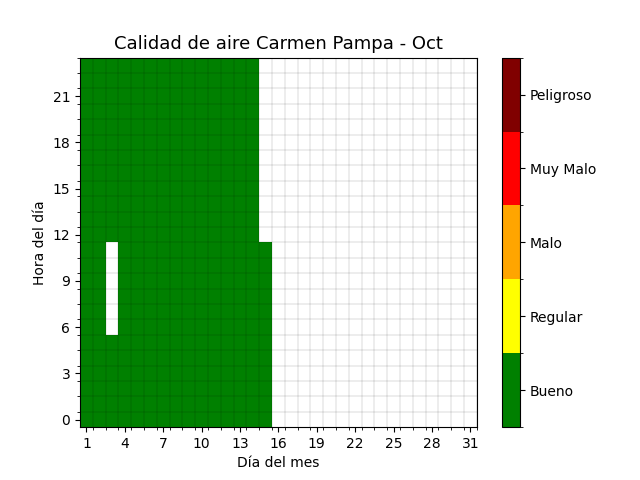 Calidad de aire Carmen Pampa - Oct
Hora del día
21
18
15
12
9
6
3
0
1 4 7 10 13 16 19 22 25 28 31
Día del mes
Peligroso
Muy Malo
Malo
Regular
Bueno